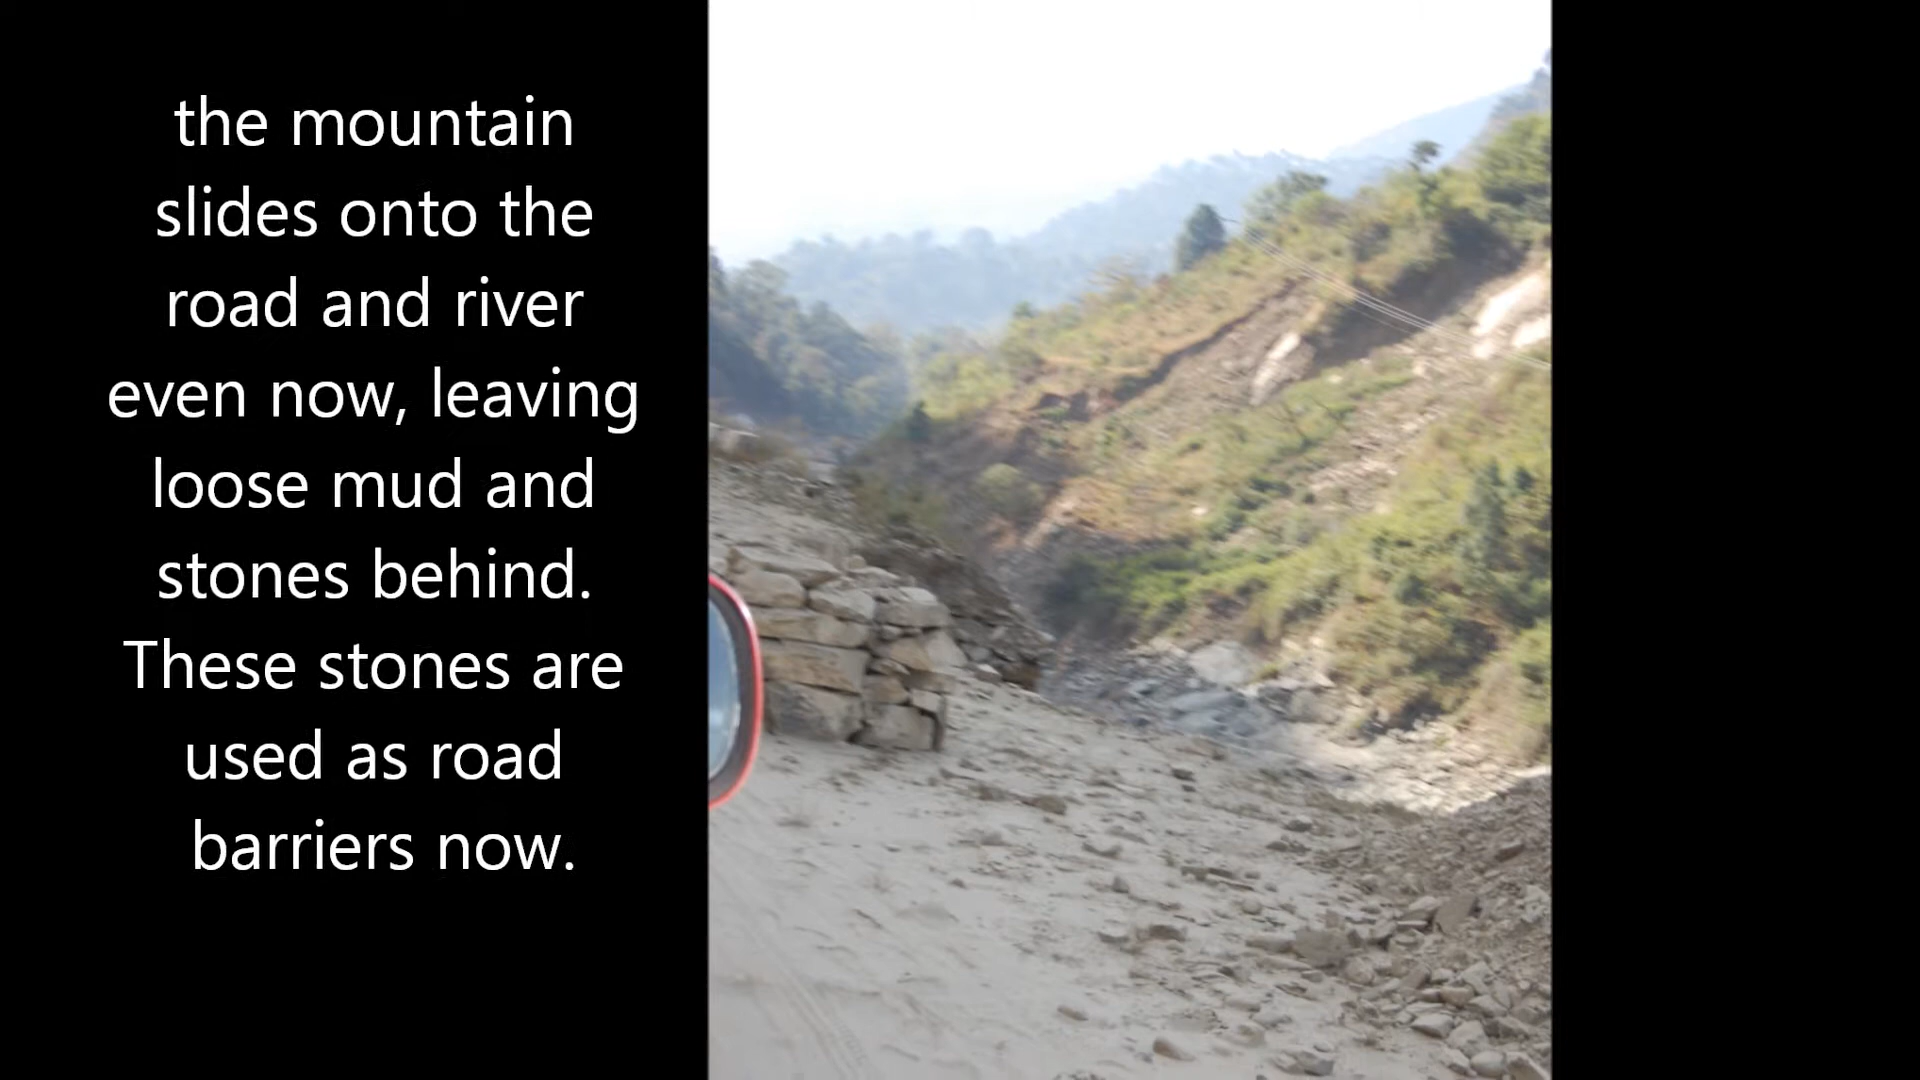 the mountain
slides onto the
road and river
even now, leaving
loose mud and
stones behind.
These stones are
used as road
barriers now.